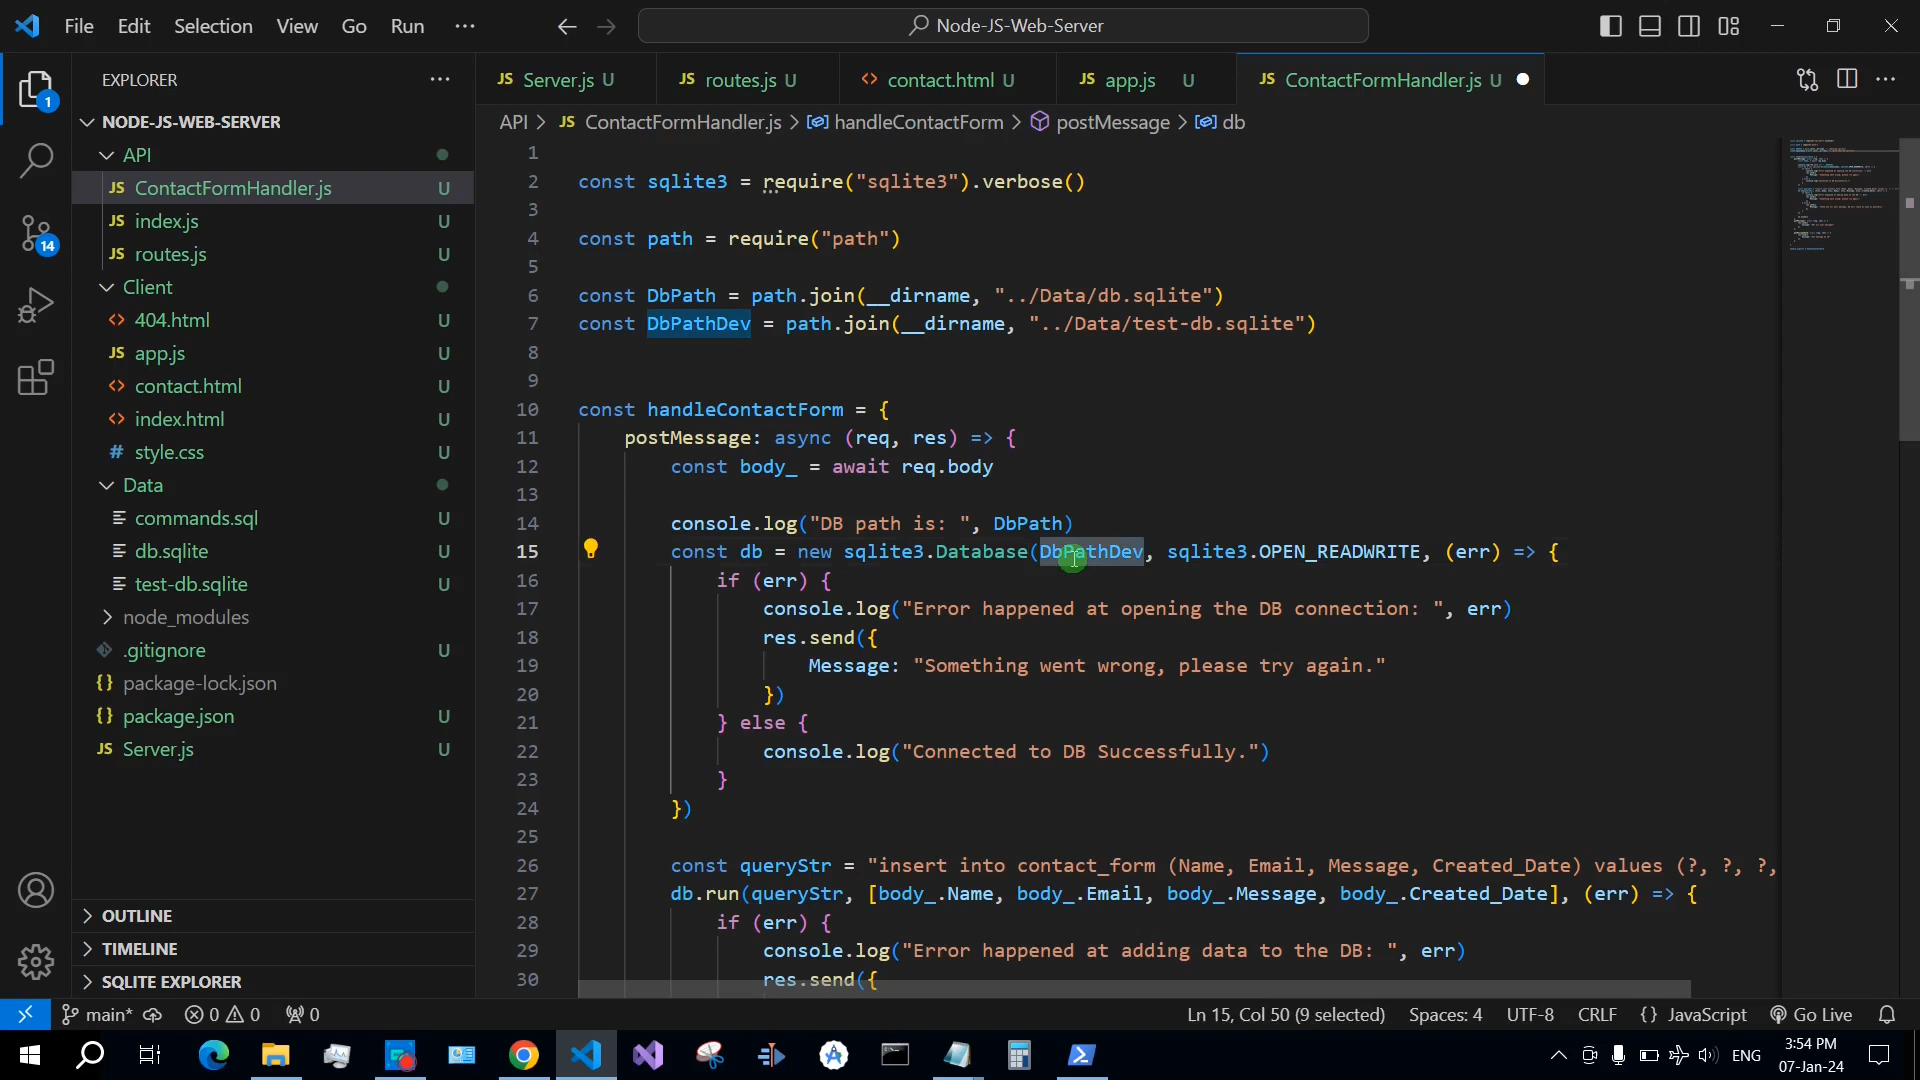 File Edit Selection View Go Run ... Node-JS-Web-Server
EXPLORER
NODE-JS-WEB-SERVER
API
JS ContactFormHandler.js U
JS index.js U
JS routes.js U
Client
<> 404.html U
JS app.js U
<> contact.html U
<> index.html U
# style.css U
Data
commands.sql U
db.sqlite U
test-db.sqlite U
node_modules
.gitignore U
{} package-lock.json
{} package.json U
JS Server.js U
OUTLINE
TIMELINE
SQLITE EXPLORER
1
14
JS Server.js U JS routes.js U <> contact.html U JS app.js U JS ContactFormHandler.js U
API > JS ContactFormHandler.js > handleContactForm > postMessage > db
1
2 const sqlite3 = require("sqlite3").verbose()
3
4 const path = require("path")
5
6 const DbPath = path.join(__dirname, "../Data/db.sqlite")
7 const DbPathDev = path.join(__dirname, "../Data/test-db.sqlite")
8
9
10 const handleContactForm = {
11 postMessage: async (req, res) => {
12 const body_ = await req.body
13
14 console.log("DB path is: ", DbPath)
15 const db = new sqlite3.Database(DbPathDev, sqlite3.OPEN_READWRITE, (err) => {
16 if (err) {
17 console.log("Error happened at opening the DB connection: ", err)
18 res.send({
19 Message: "Something went wrong, please try again."
20 })
21 } else {
22 console.log("Connected to DB Successfully.")
23 }
24 })
25
26 const queryStr = "insert into contact_form (Name, Email, Message, Created_Date) values (?, ?, ?,
27 db.run(queryStr, [body_.Name, body_.Email, body_.Message, body_.Created_Date], (err) => {
28 if (err) {
29 console.log("Error happened at adding data to the DB: ", err)
30 res.send({
main* 0 0 0 Ln 15, Col 50 (9 selected) Spaces: 4 UTF-8 CRLF {} JavaScript Go Live
ENG 3:54 PM
07-Jan-24